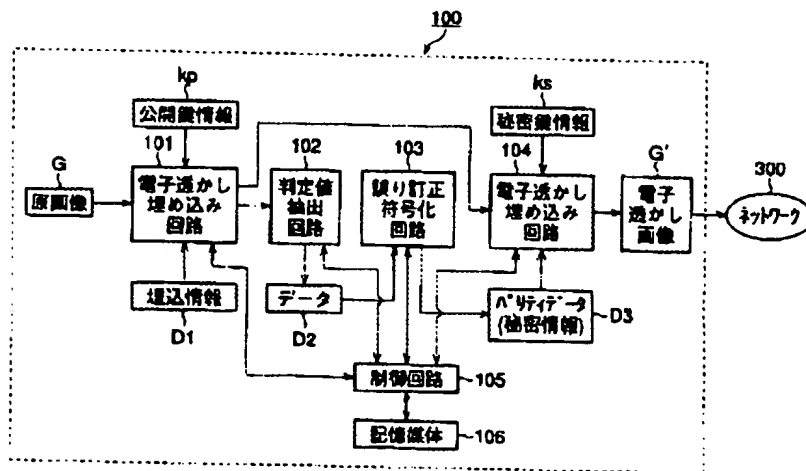 100
kp
公開鍵情報
ks
秘密鍵情報
101
102
103
104
G
原画像
電子透かし
埋め込み
回路
判定値
抽出
回路
誤り訂正
符号化
回路
電子透かし
埋め込み
回路
G'
電子
透かし
画像
300
ネットワーク
埋込情報
D1
データ
D2
パリティデータ
(秘密情報)
D3
制御回路
105
記憶媒体
106